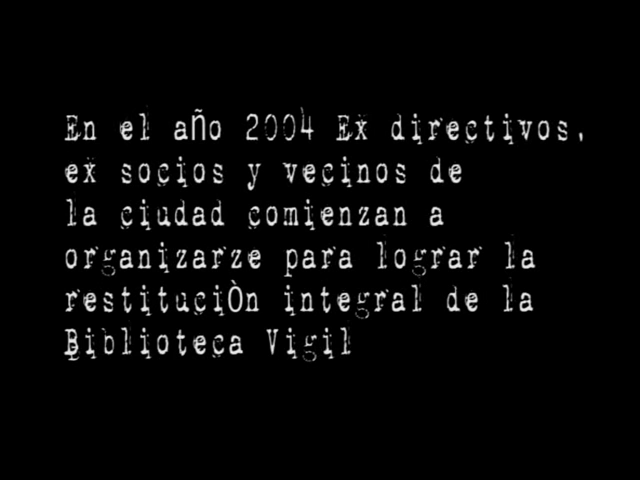 En el año 2004 Ex directivos,
ex socios y vecinos de
la ciudad comienzan a
organizarze para lograr la
restituciÒn integral de la
Biblioteca Vigil